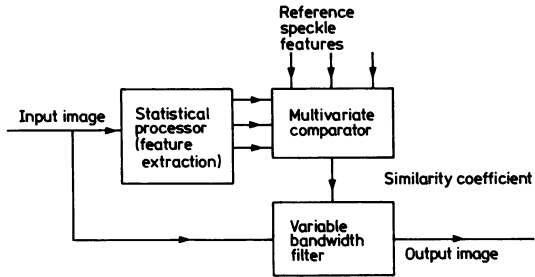 Reference
speckle
features
Input image
Statistical
processor
(feature
extraction)
Multivariate
comparator
Similarity coefficient
Variable
bandwidth
filter
Output image